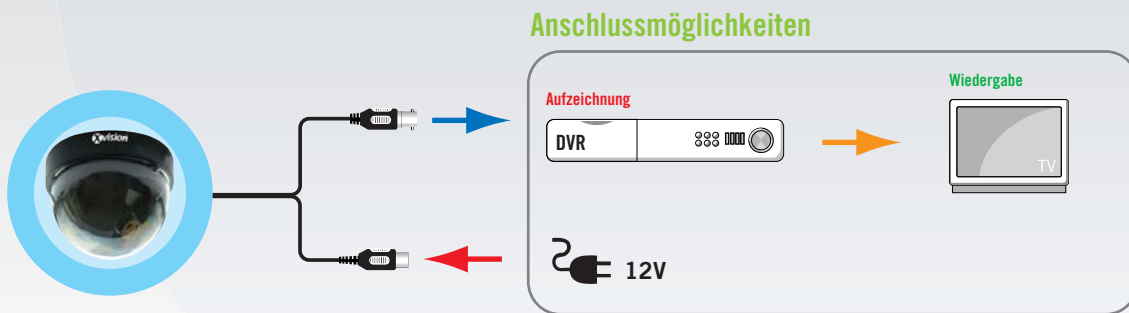 Anschlussmöglichkeiten
Wiedergabe
Aufzeichnung
xvision
DVR
TV
12V